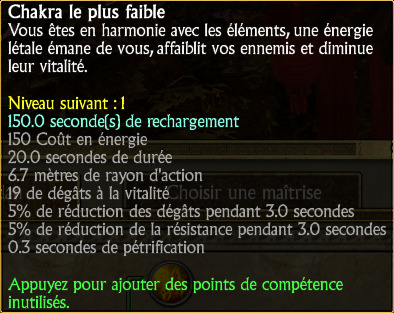 Chakra le plus faible
Vous êtes en harmonie avec les éléments, une énergie
létale émane de vous, affaiblit vos ennemis et diminue
leur vitalité.
Niveau suivant : 1
150.0 seconde(s) de rechargement
150 Coût en énergie
20.0 secondes de durée
6.7 mètres de rayon d'action
19 de dégâts à la vitalité
Choisir une maîtrise
5% de réduction des dégâts pendant 3.0 secondes
5% de réduction de la résistance pendant 3.0 secondes
0.3 secondes de pétrification
Appuyez pour ajouter des points de compétence
inutilisés.